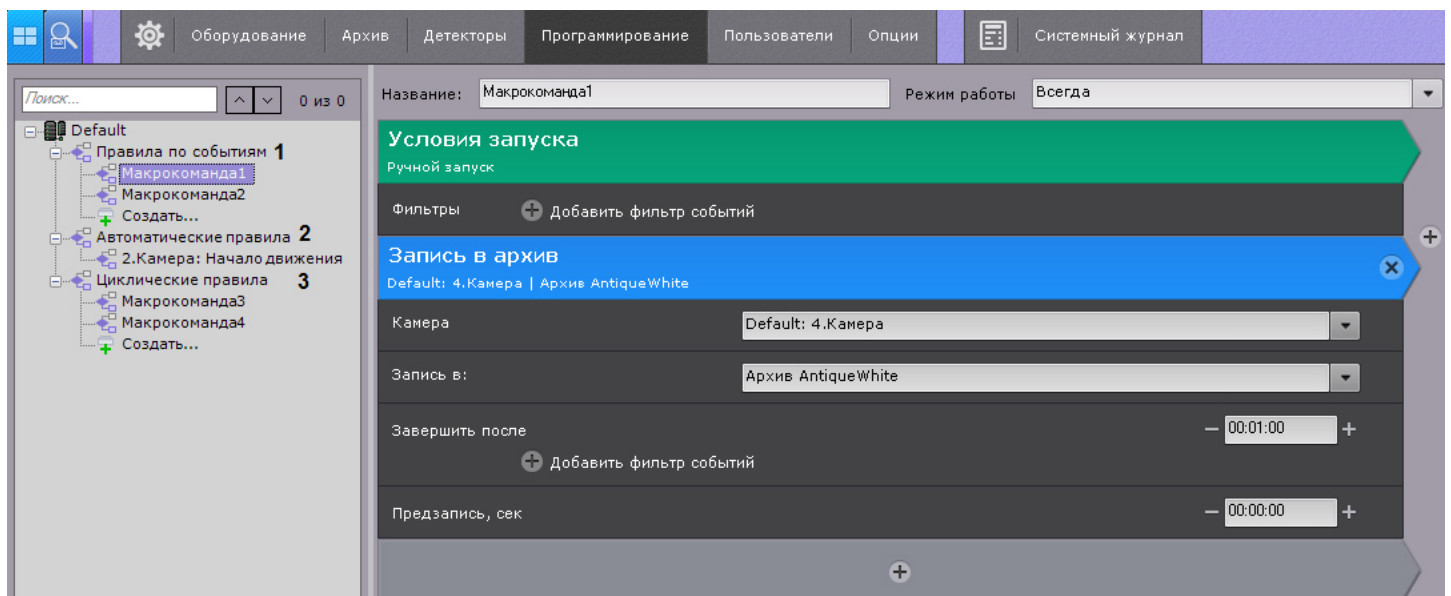 Оборудование Архив Детекторы Программирование Пользователи Опции Системный журнал
Поиск... 0 из 0
Default
Правила по событиям 1
Макрокоманда1
Макрокоманда2
Создать...
Автоматические правила 2
2.Камера: Начало движения
Циклические правила 3
Макрокоманда3
Макрокоманда4
Создать...
Название: Макрокоманда1 Режим работы Всегда
Условия запуска
Ручной запуск
Фильтры Добавить фильтр событий
Запись в архив
Default: 4.Камера | Архив AntiqueWhite
Камера Default: 4.Камера
Запись в: Архив AntiqueWhite
Завершить после 00:01:00
Добавить фильтр событий
Предзапись, сек 00:00:00